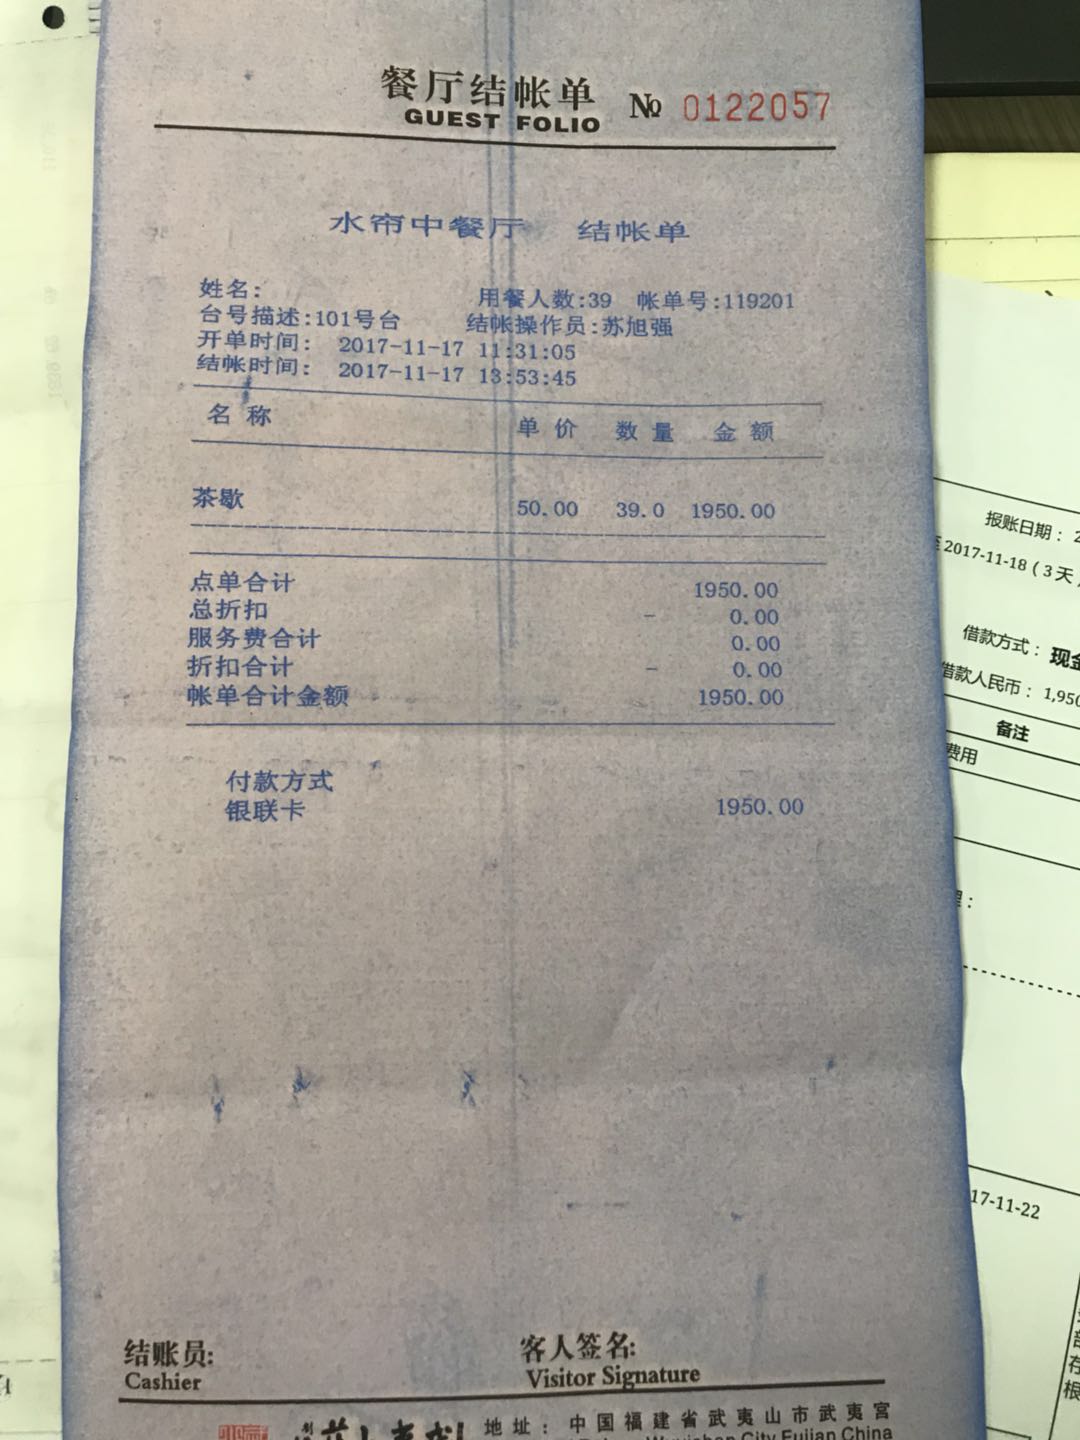 餐厅结帐单
GUEST FOLIO
№ 0122057
水帘中餐厅 结帐单
姓名: 用餐人数:39 帐单号:119201
台号描述:101号台 结帐操作员:苏旭强
开单时间: 2017-11-17 11:31:05
结帐时间: 2017-11-17 13:53:45
名 称 单 价 数 量 金 额
茶歇 50.00 39.0 1950.00
点单合计 1950.00
总折扣 - 0.00
服务费合计 0.00
折扣合计 - 0.00
帐单合计金额 1950.00
付款方式
银联卡 1950.00
结账员: 客人签名:
Cashier Visitor Signature
地址：中国福建省武夷山市武夷宫
Wuyishan City Fujian China
报账日期：2
至 2017-11-18 ( 3 天
借款方式：现金
借款人民币：1,950
备注
费用
17-11-22
部
存
根